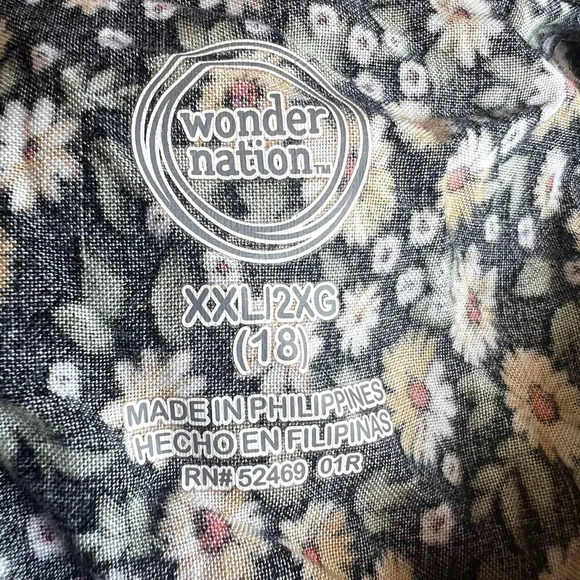 wonder
nation™
XXL/2XG
(18)
MADE IN PHILIPPINES
HECHO EN FILIPINAS
RN# 52469 01R